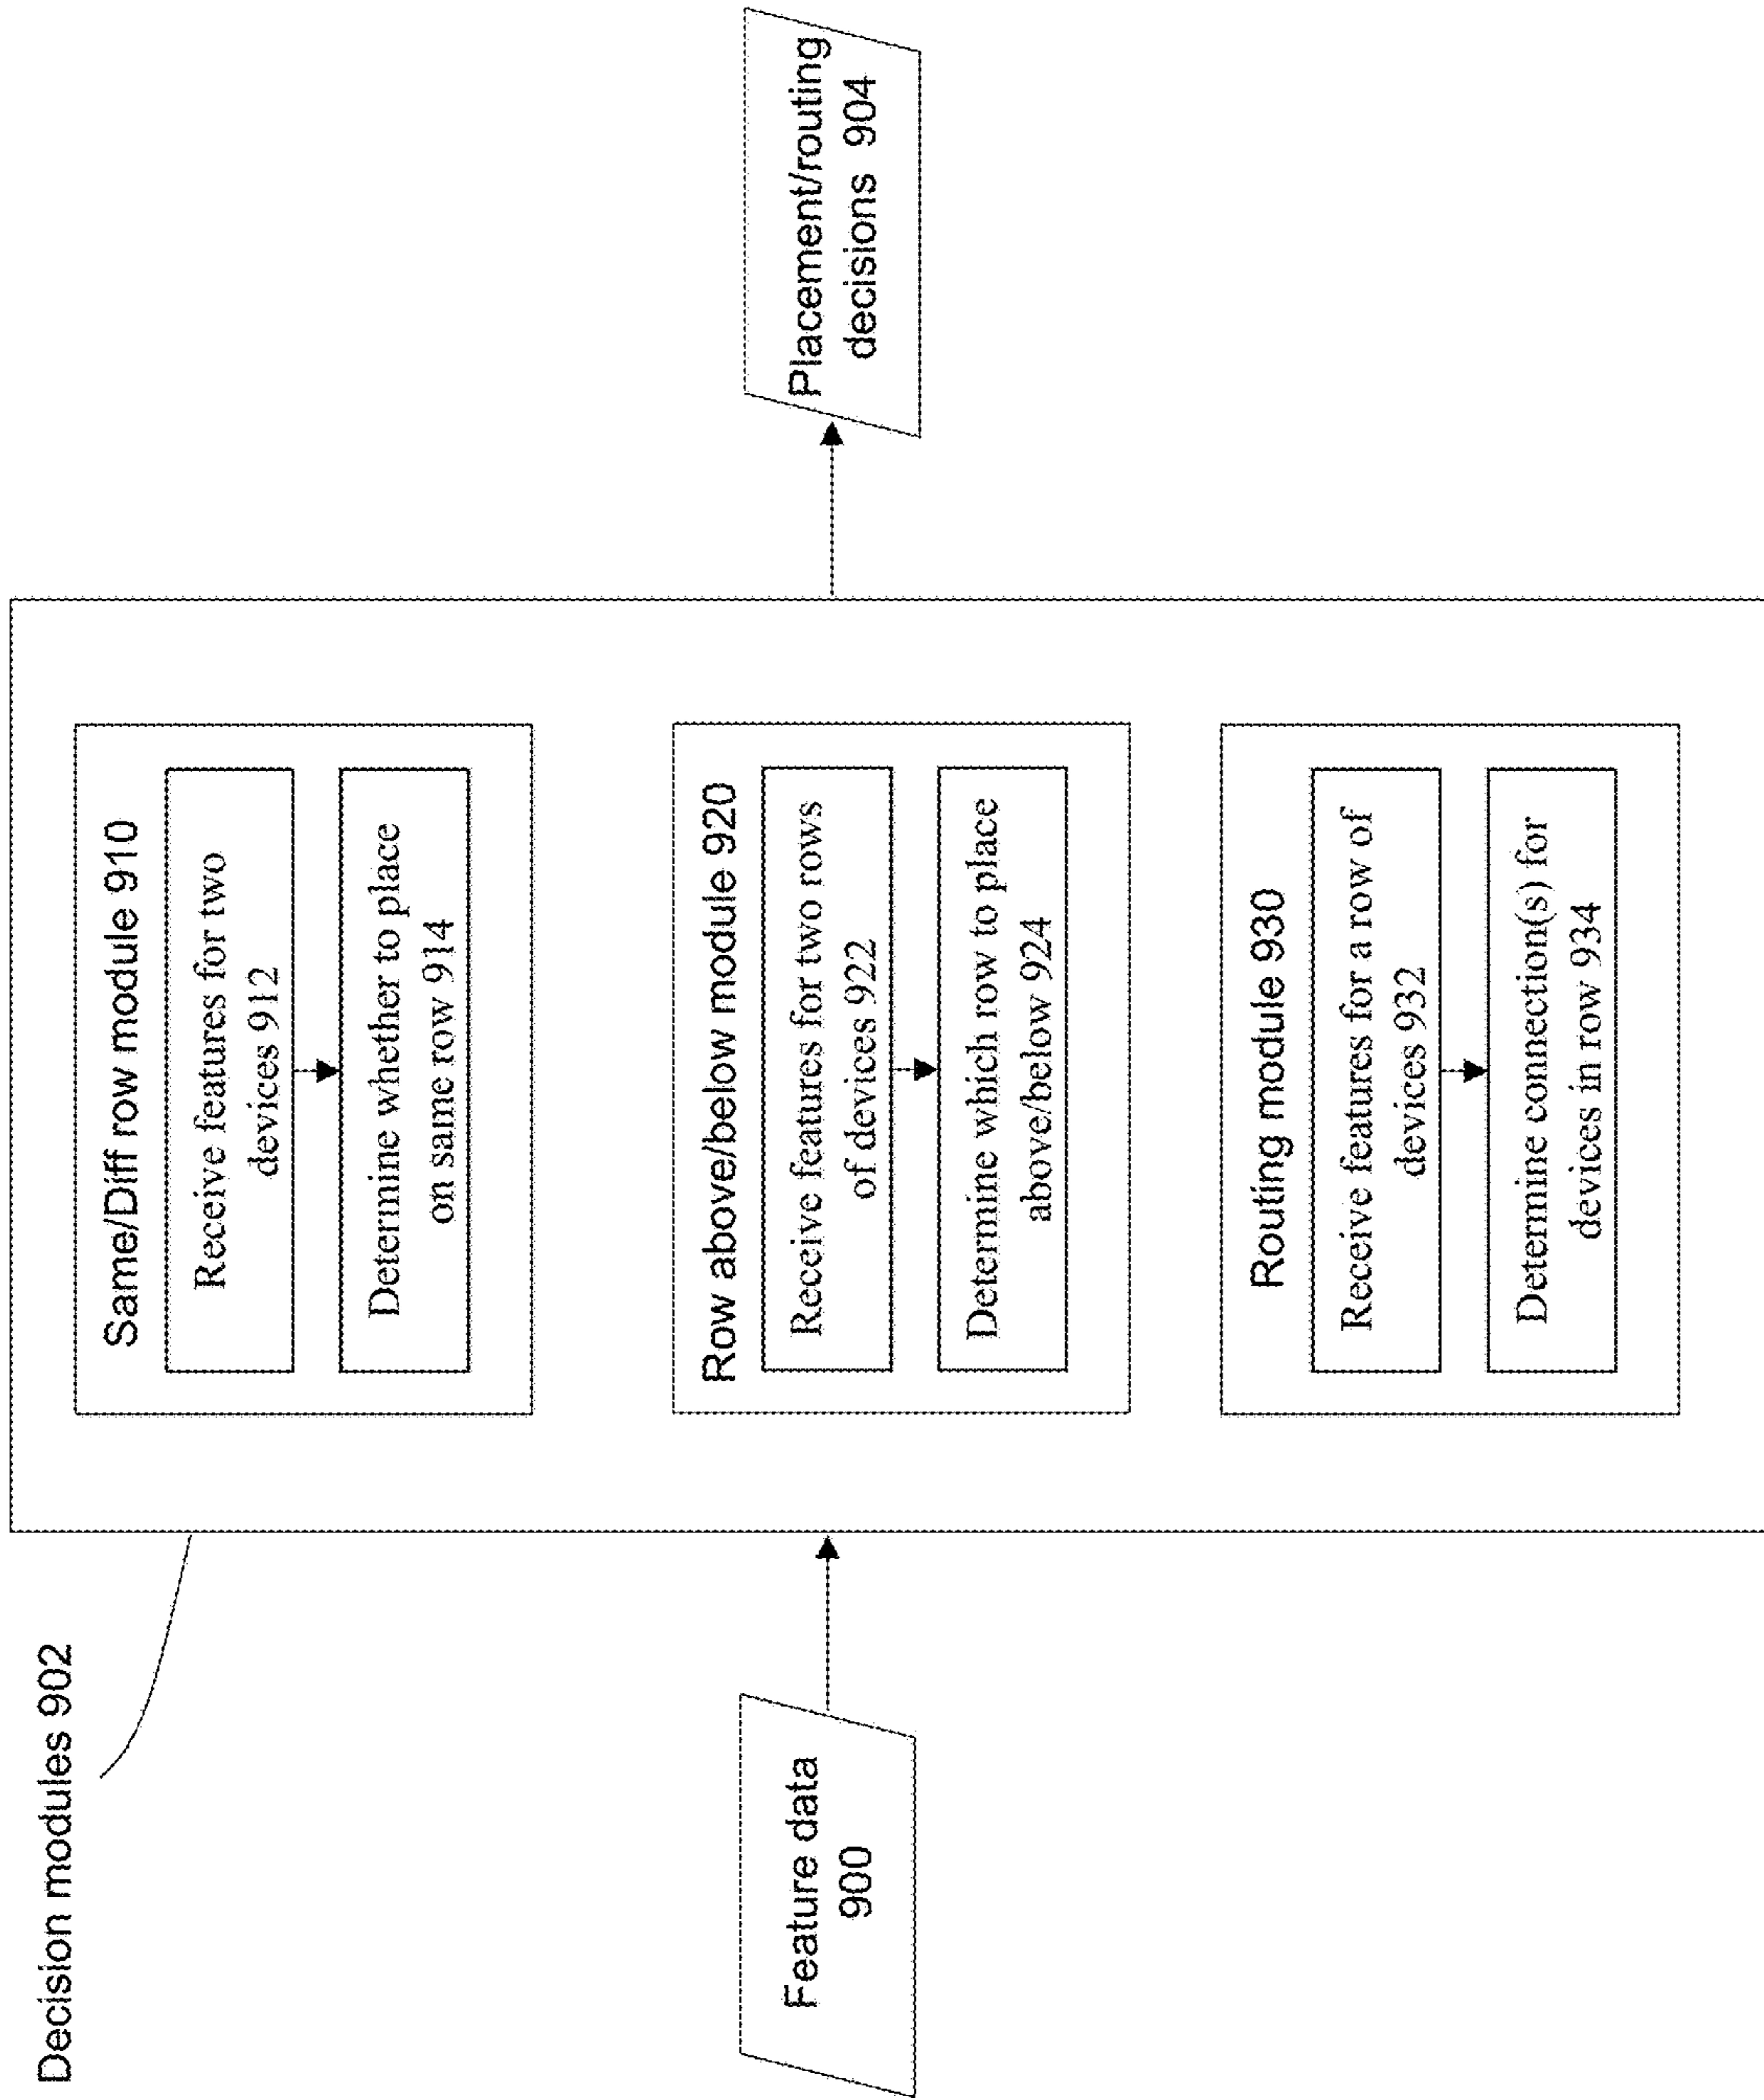 Decision modules 902
Feature data
900
Same/Diff row module 910
Receive features for two
devices 912
Determine whether to place
on same row 914
Row above/below module 920
Receive features for two rows
of devices 922
Determine which row to place
above/below 924
Routing module 930
Receive features for a row of
devices 932
Determine connection(s) for
devices in row 934
Placement/routing
decisions 904